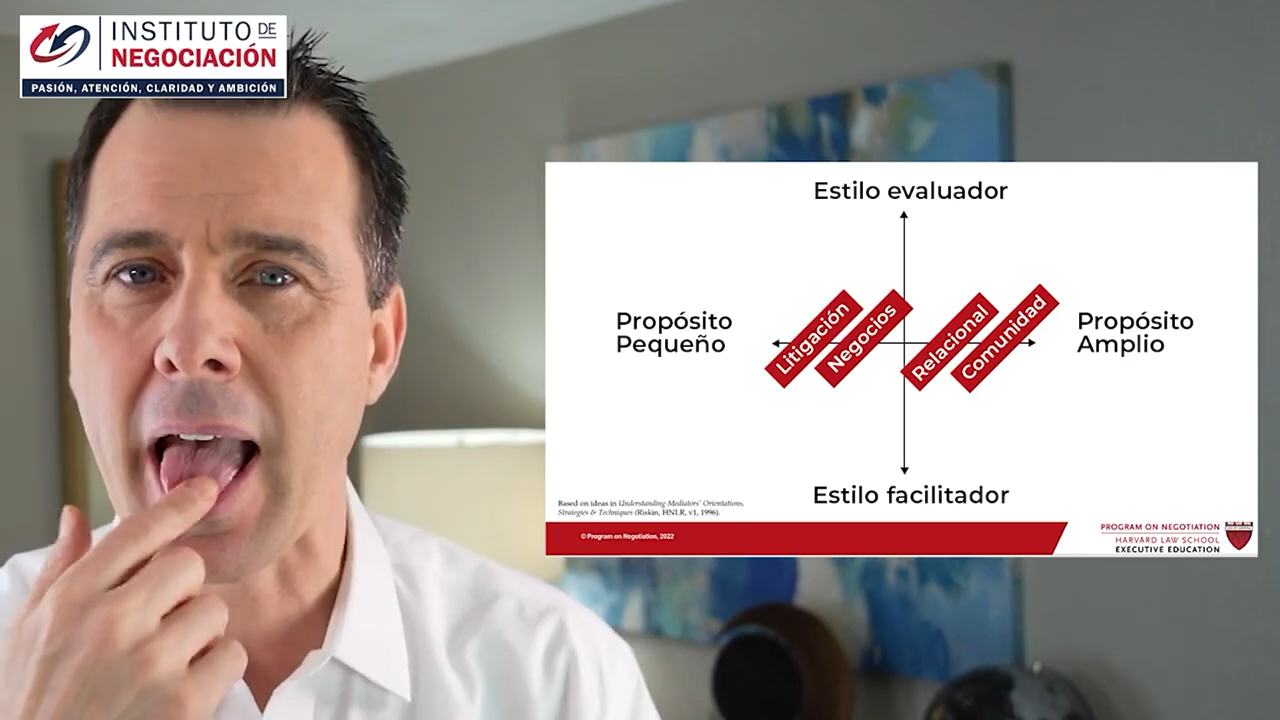 INSTITUTO DE
NEGOCIACIÓN
PASIÓN, ATENCIÓN, CLARIDAD Y AMBICIÓN
Estilo evaluador
Propósito
Pequeño
Litigación
Negocios
Relacional
Comunidad
Propósito
Amplio
Estilo facilitador
Based on ideas in Understanding Mediators' Orientations,
Strategies & Techniques (Riskin, HNLR, v1, 1996).
© Program on Negotiation, 2022
PROGRAM ON NEGOTIATION
HARVARD LAW SCHOOL
EXECUTIVE EDUCATION